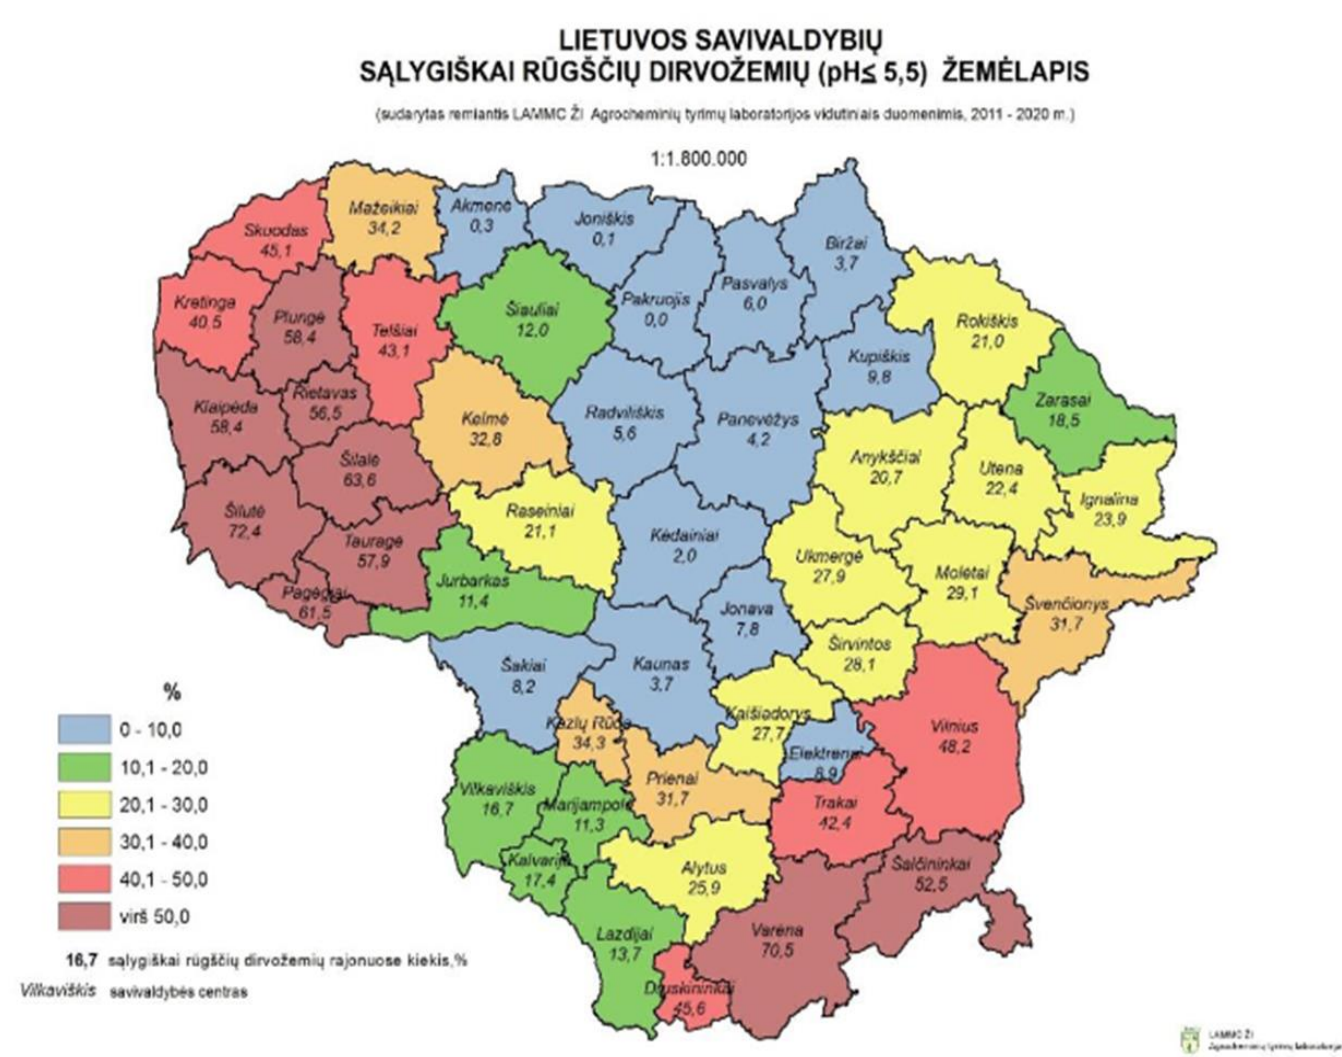 LIETUVOS SAVIVALDYBIŲ
SĄLYGIŠKAI RŪGŠČIŲ DIRVOŽEMIŲ (pH≤ 5,5) ŽEMĖLAPIS
(sudarytas remiantis LAMMC ŽI Agrocheminių tyrimų laboratorijos vidutiniais duomenimis, 2011 - 2020 m.)
1:1.800.000
Skuodas
45,1
Mažeikiai
34,2
Akmenė
0,3
Joniškis
0,1
Biržai
3,7
Kretinga
40,5
Plungė
58,4
Telšiai
43,1
Šiauliai
12,0
Pakruojis
0,0
Pasvalys
6,0
Rokiškis
21,0
Kupiškis
9,8
Zarasai
18,5
Klaipėda
58,4
Rietavas
56,5
Kelmė
32,8
Radviliškis
5,6
Panevėžys
4,2
Anykščiai
20,7
Utena
22,4
Ignalina
23,9
Šilalė
63,6
Šilutė
72,4
Raseiniai
21,1
Tauragė
57,9
Kėdainiai
2,0
Ukmergė
27,9
Molėtai
29,1
Švenčionys
31,7
Pagėgiai
61,5
Jurbarkas
11,4
Jonava
7,8
Širvintos
28,1
Šakiai
8,2
Kaunas
3,7
Kaišiadorys
27,7
Vilnius
48,2
Kazlų Rūda
34,3
Elektrėnai
8,9
Prienai
31,7
Trakai
42,4
Vilkaviškis
16,7
Marijampolė
11,3
Kalvarija
17,4
Alytus
25,9
Šalčininkai
52,5
Lazdijai
13,7
Varėna
70,5
Druskininkai
45,6
%
0 - 10,0
10,1 - 20,0
20,1 - 30,0
30,1 - 40,0
40,1 - 50,0
virš 50,0
16,7 sąlygiškai rūgščių dirvožemių rajonuose kiekis,%
Vilkaviškis savivaldybės centras
LAMMC ŽI
Agrocheminių tyrimų laboratorija